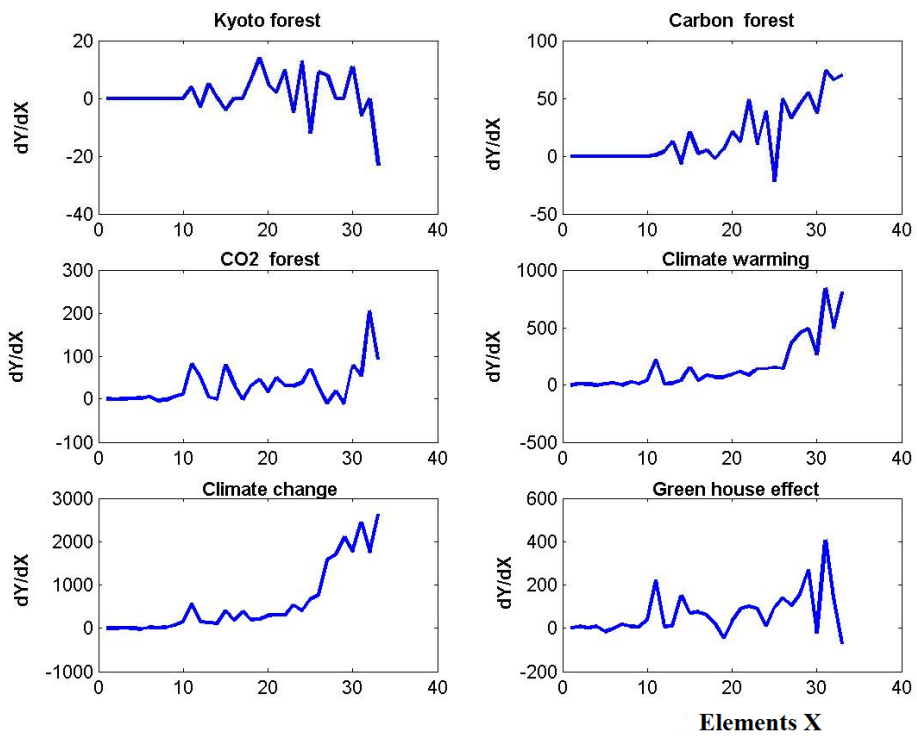 Kyoto forest
20
0
-20
-40
dY/dX
0 10 20 30 40
Carbon forest
100
50
0
-50
dY/dX
0 10 20 30 40
CO2 forest
300
200
100
0
-100
dY/dX
0 10 20 30 40
Climate warming
1000
500
0
-500
dY/dX
0 10 20 30 40
Climate change
3000
2000
1000
0
-1000
dY/dX
0 10 20 30 40
Green house effect
600
400
200
0
-200
dY/dX
0 10 20 30 40
Elements X